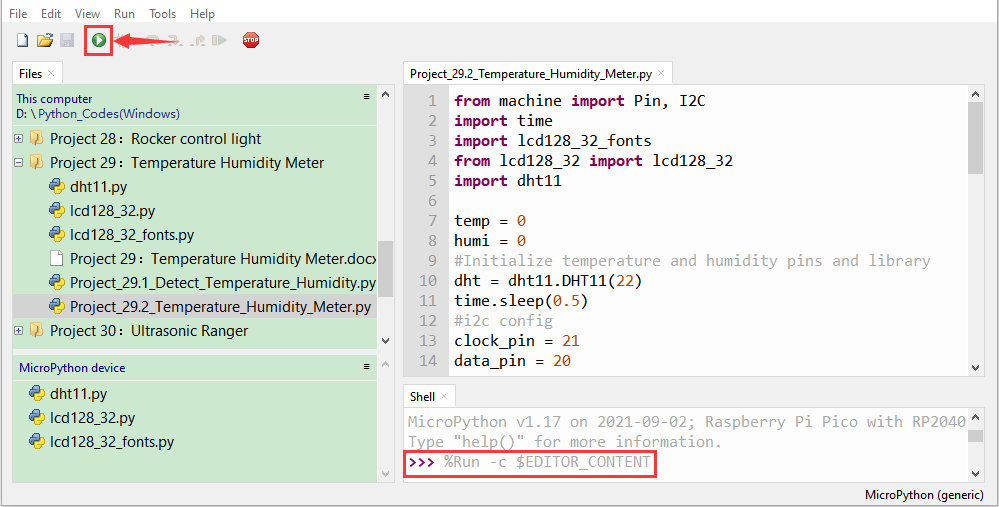 File Edit View Run Tools Help
STOP
Files ×
This computer
D: \ Python_Codes(Windows)
Project 28：Rocker control light
Project 29：Temperature Humidity Meter
dht11.py
lcd128_32.py
lcd128_32_fonts.py
Project 29：Temperature Humidity Meter.docx
Project_29.1_Detect_Temperature_Humidity.py
Project_29.2_Temperature_Humidity_Meter.py
Project 30：Ultrasonic Ranger
MicroPython device
dht11.py
lcd128_32.py
lcd128_32_fonts.py
Project_29.2_Temperature_Humidity_Meter.py ×
1 from machine import Pin, I2C
2 import time
3 import lcd128_32_fonts
4 from lcd128_32 import lcd128_32
5 import dht11
6
7 temp = 0
8 humi = 0
9 #Initialize temperature and humidity pins and library
10 dht = dht11.DHT11(22)
11 time.sleep(0.5)
12 #i2c config
13 clock_pin = 21
14 data_pin = 20
Shell ×
MicroPython v1.17 on 2021-09-02; Raspberry Pi Pico with RP2040
Type "help()" for more information.
>>> %Run -c $EDITOR_CONTENT
MicroPython (generic)